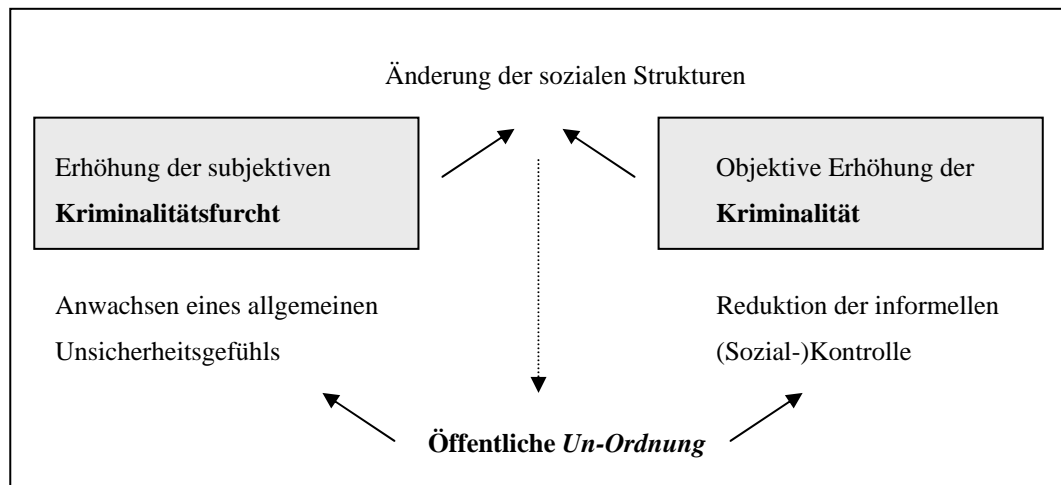 Änderung der sozialen Strukturen
Erhöhung der subjektiven
Kriminalitätsfurcht
Objektive Erhöhung der
Kriminalität
Anwachsen eines allgemeinen
Unsicherheitsgefühls
Reduktion der informellen
(Sozial-)Kontrolle
Öffentliche Un-Ordnung